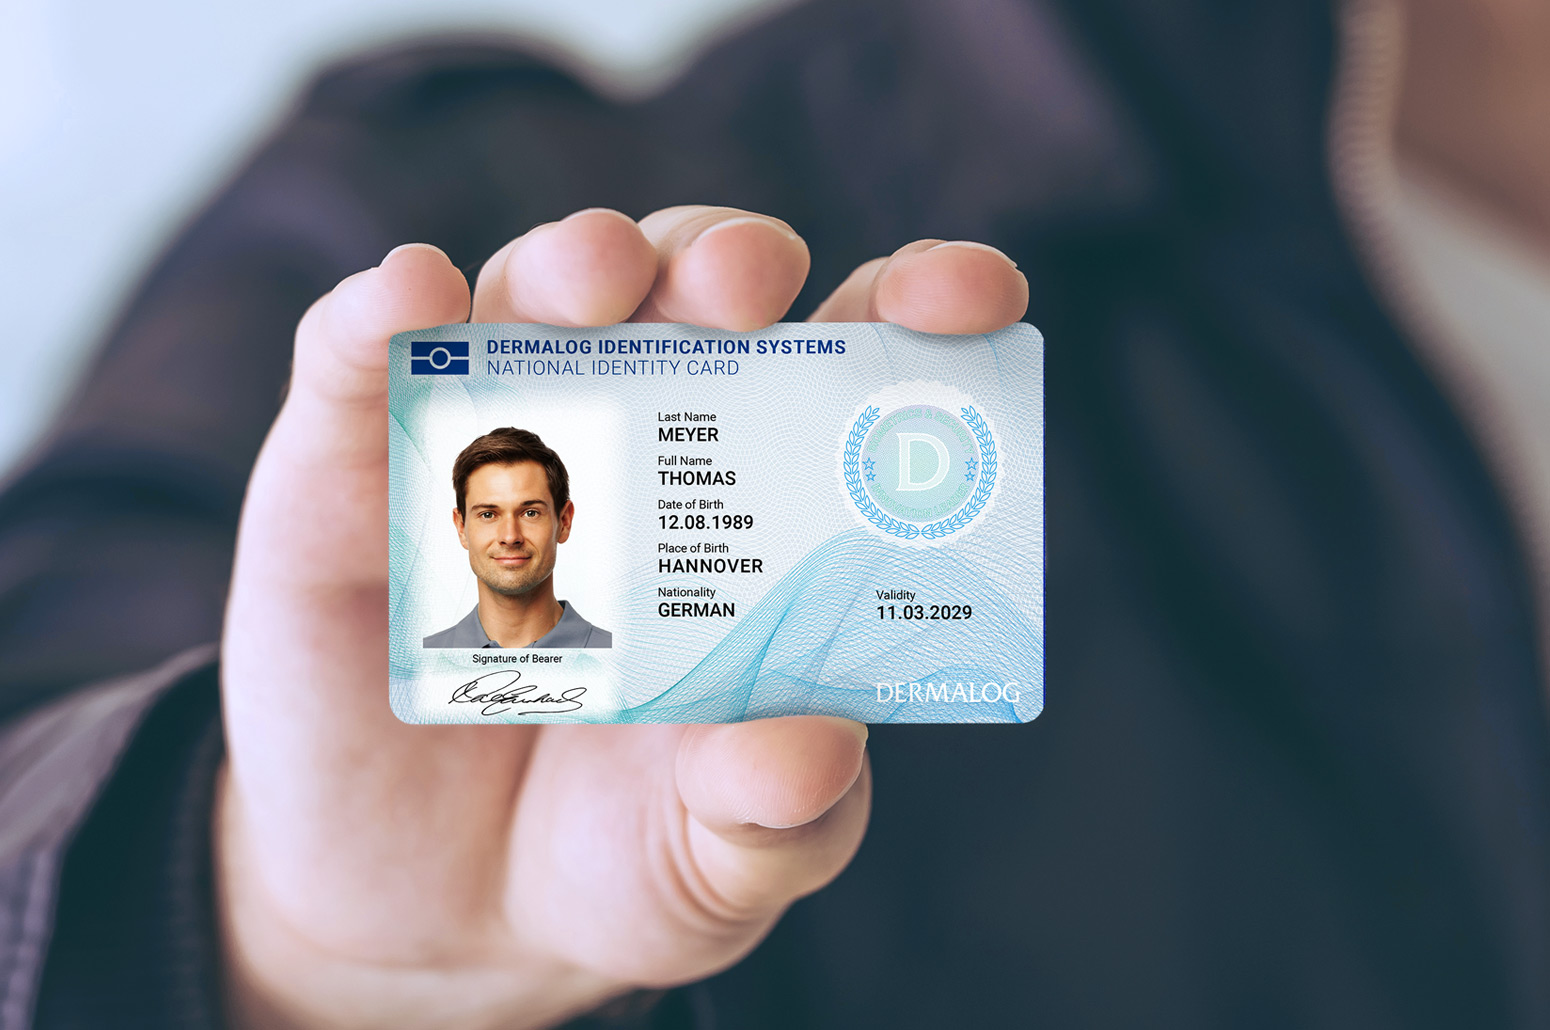 DERMALOG IDENTIFICATION SYSTEMS
NATIONAL IDENTITY CARD
Last Name
MEYER
Full Name
THOMAS
Date of Birth
12.08.1989
Place of Birth
HANNOVER
Nationality
GERMAN
D
Validity
11.03.2029
Signature of Bearer
DERMALOG